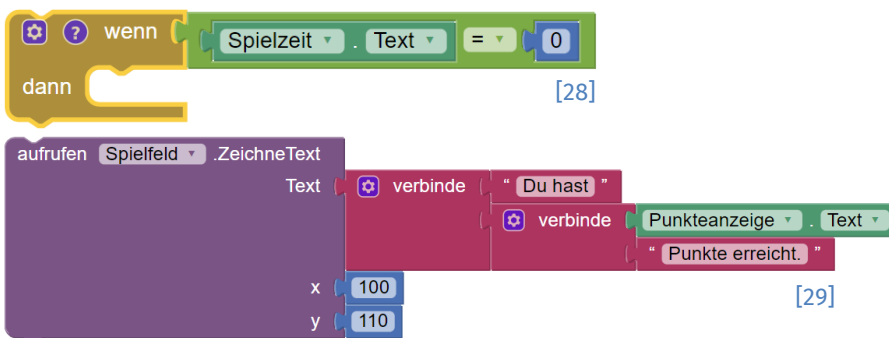 ? wenn Spielzeit . Text = 0
dann
[28]
aufrufen Spielfeld .ZeichneText
Text verbinde “ Du hast ”
verbinde Punkteanzeige . Text
“ Punkte erreicht. ”
x 100
[29]
y 110